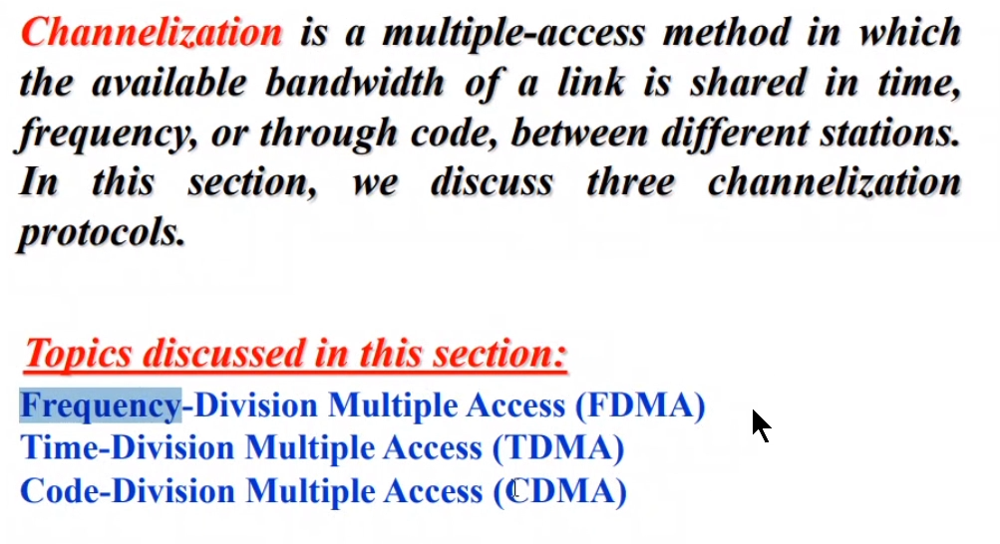 Channelization is a multiple-access method in which
the available bandwidth of a link is shared in time,
frequency, or through code, between different stations.
In this section, we discuss three channelization
protocols.
Topics discussed in this section:
Frequency-Division Multiple Access (FDMA)
Time-Division Multiple Access (TDMA)
Code-Division Multiple Access (CDMA)